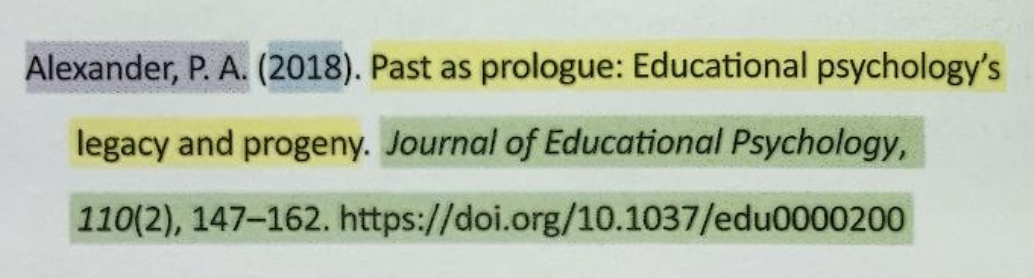 Alexander, P. A. (2018). Past as prologue: Educational psychology’s
legacy and progeny. Journal of Educational Psychology,
110(2), 147–162. https://doi.org/10.1037/edu0000200